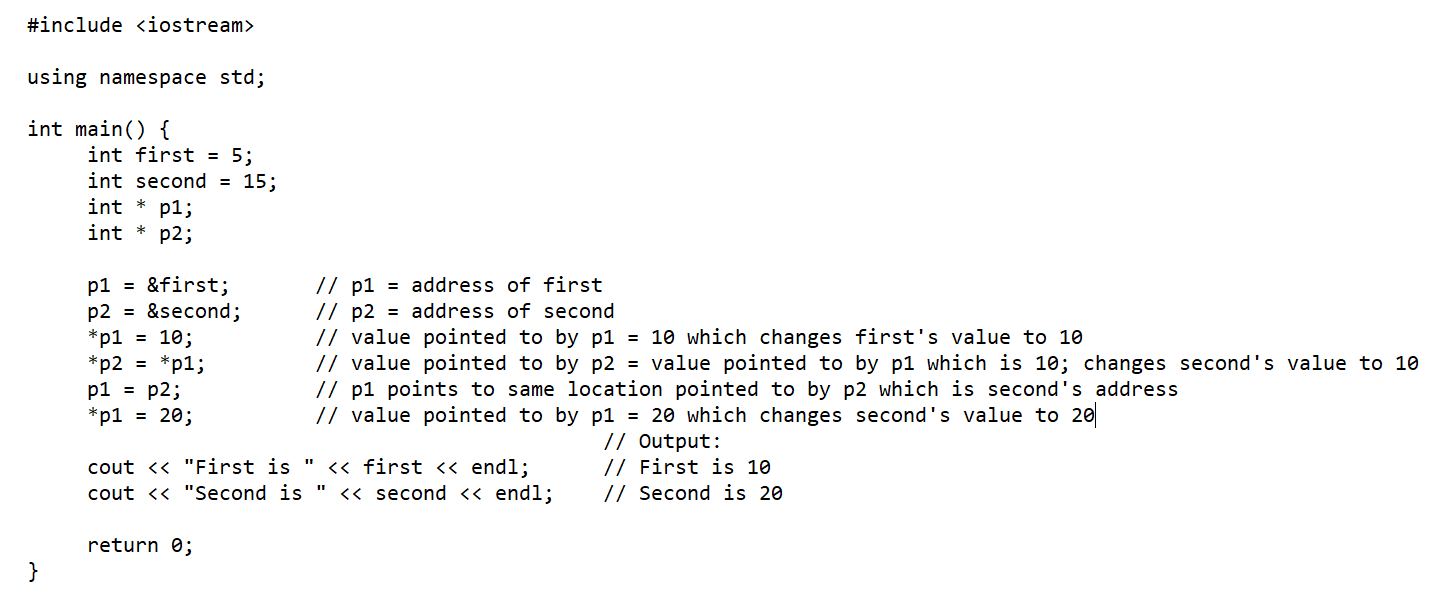 #include <iostream>
using namespace std;
int main() {
int first = 5;
int second = 15;
int * p1;
int * p2;
p1 = &first; // p1 = address of first
p2 = &second; // p2 = address of second
*p1 = 10; // value pointed to by p1 = 10 which changes first's value to 10
*p2 = *p1; // value pointed to by p2 = value pointed to by p1 which is 10; changes second's value to 10
p1 = p2; // p1 points to same location pointed to by p2 which is second's address
*p1 = 20; // value pointed to by p1 = 20 which changes second's value to 20
// Output:
cout << "First is " << first << endl; // First is 10
cout << "Second is " << second << endl; // Second is 20
return 0;
}